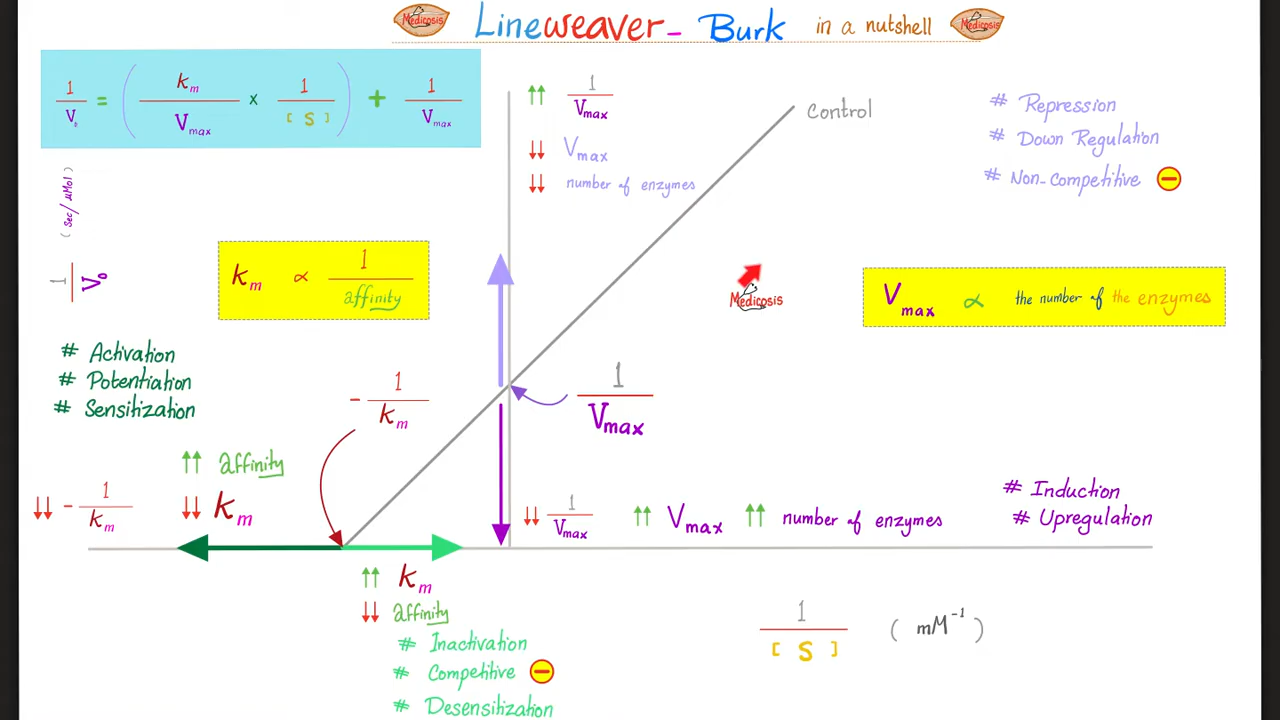 Medicosis
Lineweaver - Burk in a nutshell
Medicosis
1/V₀ = ( Km/Vmax x 1/[S] ) + 1/Vmax
↑↑ 1/Vmax
↓↓ Vmax
↓↓ number of enzymes
Control
# Repression
# Down Regulation
# Non-Competitive ⊖
1/V₀ ( Sec/ µMol )
Km ∝ 1/affinity
Medicosis
Vmax ∝ the number of the enzymes
# Activation
# Potentiation
# Sensitization
- 1/Km
1/Vmax
↑↑ affinity
↓↓ - 1/Km
↓↓ Km
↓↓ 1/Vmax ↑↑ Vmax ↑↑ number of enzymes
# Induction
# Upregulation
↑↑ Km
↓↓ affinity
# Inactivation
# Competitive ⊖
# Desensitization
1/[S] ( mM⁻¹ )